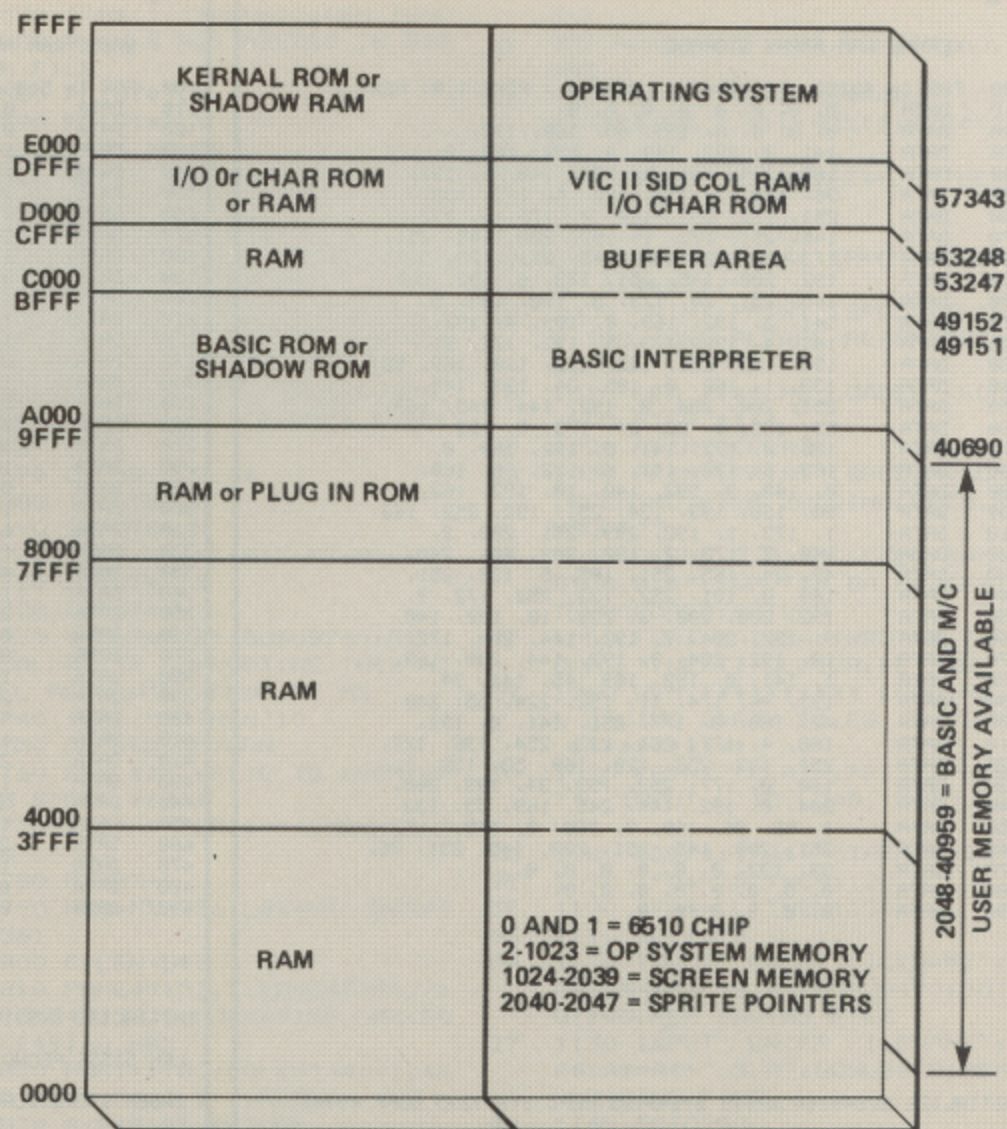 FFFF
KERNAL ROM or
SHADOW RAM
OPERATING SYSTEM
E000
DFFF
I/O 0r CHAR ROM
or RAM
VIC II SID COL RAM
I/O CHAR ROM
57343
D000
CFFF
RAM
BUFFER AREA
53248
53247
C000
BFFF
49152
49151
BASIC ROM or
SHADOW ROM
BASIC INTERPRETER
A000
9FFF
40690
RAM or PLUG IN ROM
8000
7FFF
RAM
2048-40959 = BASIC AND M/C
USER MEMORY AVAILABLE
4000
3FFF
RAM
0 AND 1 = 6510 CHIP
2-1023 = OP SYSTEM MEMORY
1024-2039 = SCREEN MEMORY
2040-2047 = SPRITE POINTERS
0000